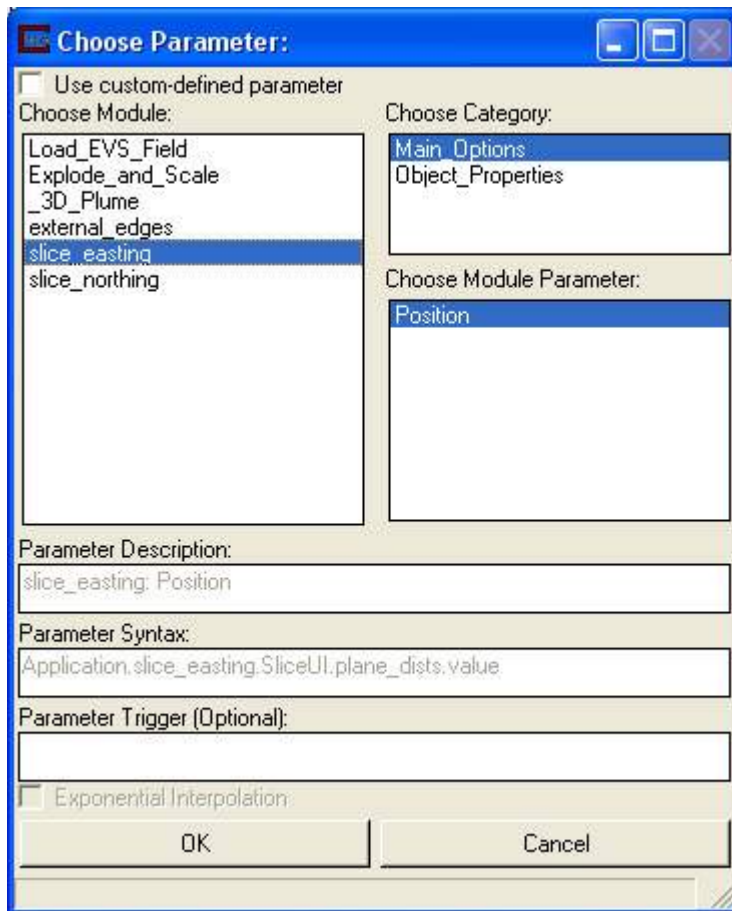 Choose Parameter:
Use custom-defined parameter
Choose Module:
Load_EVS_Field
Explode_and_Scale
_3D_Plume
external_edges
slice_easting
slice_northing
Choose Category:
Main_Options
Object_Properties
Choose Module Parameter:
Position
Parameter Description:
slice_easting: Position
Parameter Syntax:
Application.slice_easting.SliceUI.plane_dists.value
Parameter Trigger (Optional):
Exponential Interpolation
OK
Cancel